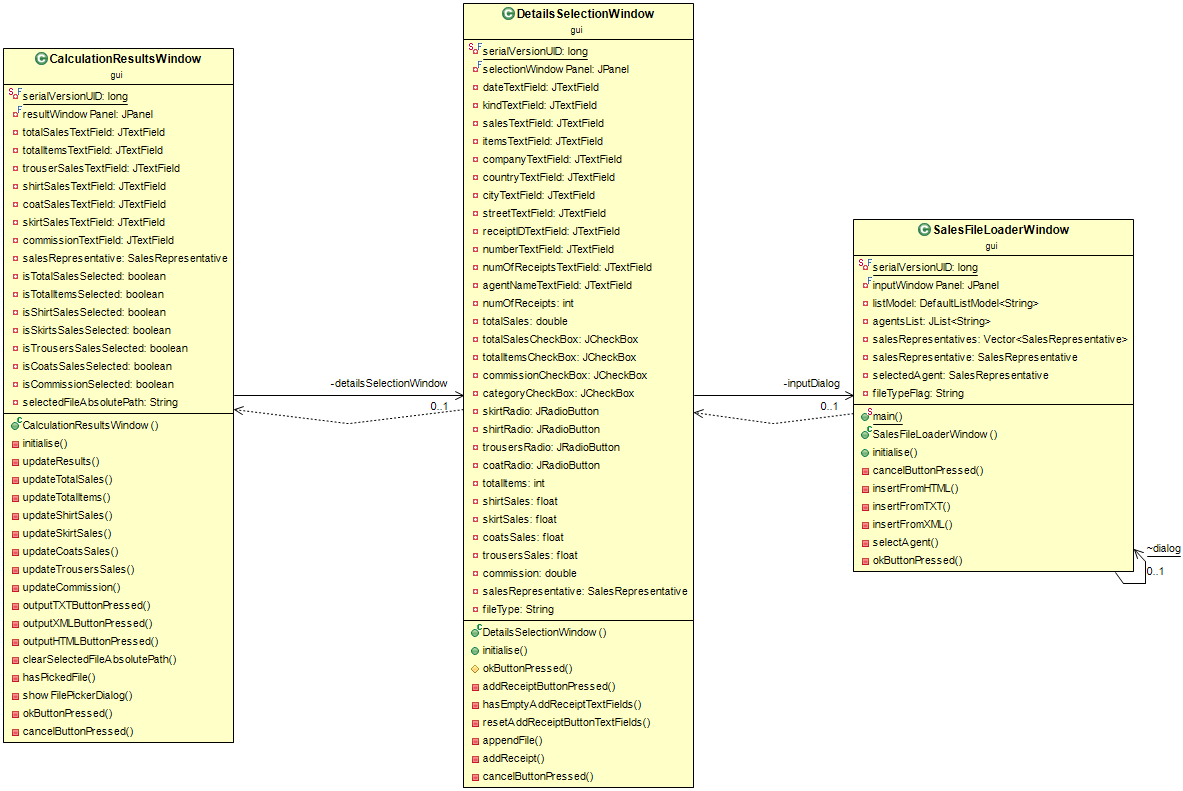 CalculationResultsWindow
gui
serialVersionUID: long
resultWindow Panel: JPanel
totalSalesTextField: JTextField
totalItemsTextField: JTextField
trouserSalesTextField: JTextField
shirtSalesTextField: JTextField
coatSalesTextField: JTextField
skirtSalesTextField: JTextField
commissionTextField: JTextField
salesRepresentative: SalesRepresentative
isTotalSalesSelected: boolean
isTotalItemsSelected: boolean
isShirtSalesSelected: boolean
isSkirtsSalesSelected: boolean
isTrousersSalesSelected: boolean
isCoatsSalesSelected: boolean
isCommissionSelected: boolean
selectedFileAbsolutePath: String
CalculationResultsWindow ()
initialise()
updateResults()
updateTotalSales()
updateTotalItems()
updateShirtSales()
updateSkirtSales()
updateCoatsSales()
updateTrousersSales()
updateCommission()
outputTXTButtonPressed()
outputXMLButtonPressed()
outputHTMLButtonPressed()
clearSelectedFileAbsolutePath()
hasPickedFile()
show FilePickerDialog()
okButtonPressed()
cancelButtonPressed()
-detailsSelectionWindow
0..1
DetailsSelectionWindow
gui
serialVersionUID: long
selectionWindow Panel: JPanel
dateTextField: JTextField
kindTextField: JTextField
salesTextField: JTextField
itemsTextField: JTextField
companyTextField: JTextField
countryTextField: JTextField
cityTextField: JTextField
streetTextField: JTextField
receiptIDTextField: JTextField
numberTextField: JTextField
numOfReceiptsTextField: JTextField
agentNameTextField: JTextField
numOfReceipts: int
totalSales: double
totalSalesCheckBox: JCheckBox
totalItemsCheckBox: JCheckBox
commissionCheckBox: JCheckBox
categoryCheckBox: JCheckBox
skirtRadio: JRadioButton
shirtRadio: JRadioButton
trousersRadio: JRadioButton
coatRadio: JRadioButton
totalItems: int
shirtSales: float
skirtSales: float
coatsSales: float
trousersSales: float
commission: double
salesRepresentative: SalesRepresentative
fileType: String
DetailsSelectionWindow ()
initialise()
okButtonPressed()
addReceiptButtonPressed()
hasEmptyAddReceiptTextFields()
resetAddReceiptButtonTextFields()
appendFile()
addReceipt()
cancelButtonPressed()
-inputDialog
0..1
SalesFileLoaderWindow
gui
serialVersionUID: long
inputWindow Panel: JPanel
listModel: DefaultListModel<String>
agentsList: JList<String>
salesRepresentatives: Vector<SalesRepresentative>
salesRepresentative: SalesRepresentative
selectedAgent: SalesRepresentative
fileTypeFlag: String
main()
SalesFileLoaderWindow ()
initialise()
cancelButtonPressed()
insertFromHTML()
insertFromTXT()
insertFromXML()
selectAgent()
okButtonPressed()
~dialog
0..1